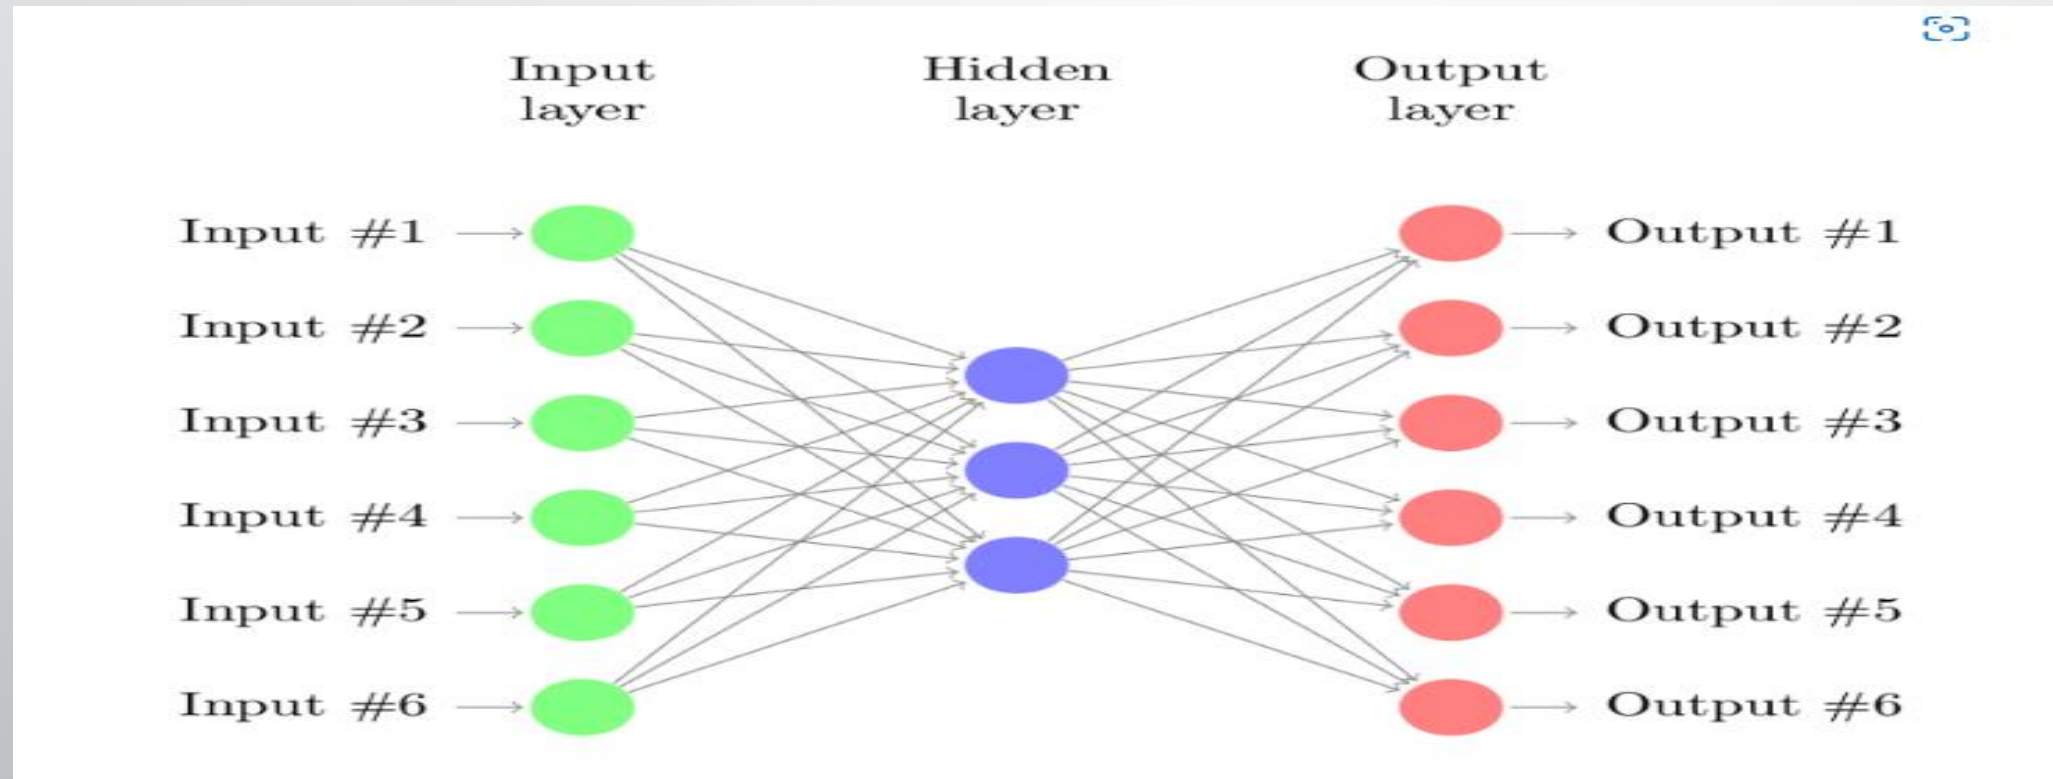 Input Hidden Output
layer layer layer
Input #1 Output #1
Input #2 Output #2
Input #3 Output #3
Input #4 Output #4
Input #5 Output #5
Input #6 Output #6